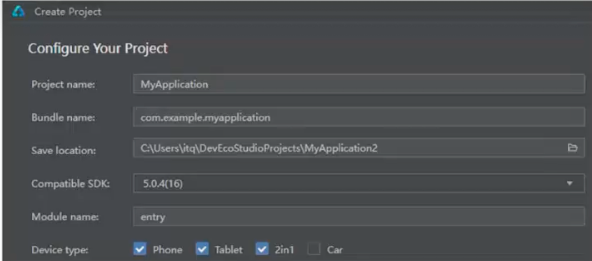 Create Project
Configure Your Project
Project name: MyApplication
Bundle name: com.example.myapplication
Save location: C:\Users\itq\DevEcoStudioProjects\MyApplication2
Compatible SDK: 5.0.4(16)
Module name: entry
Device type: Phone Tablet 2in1 Car